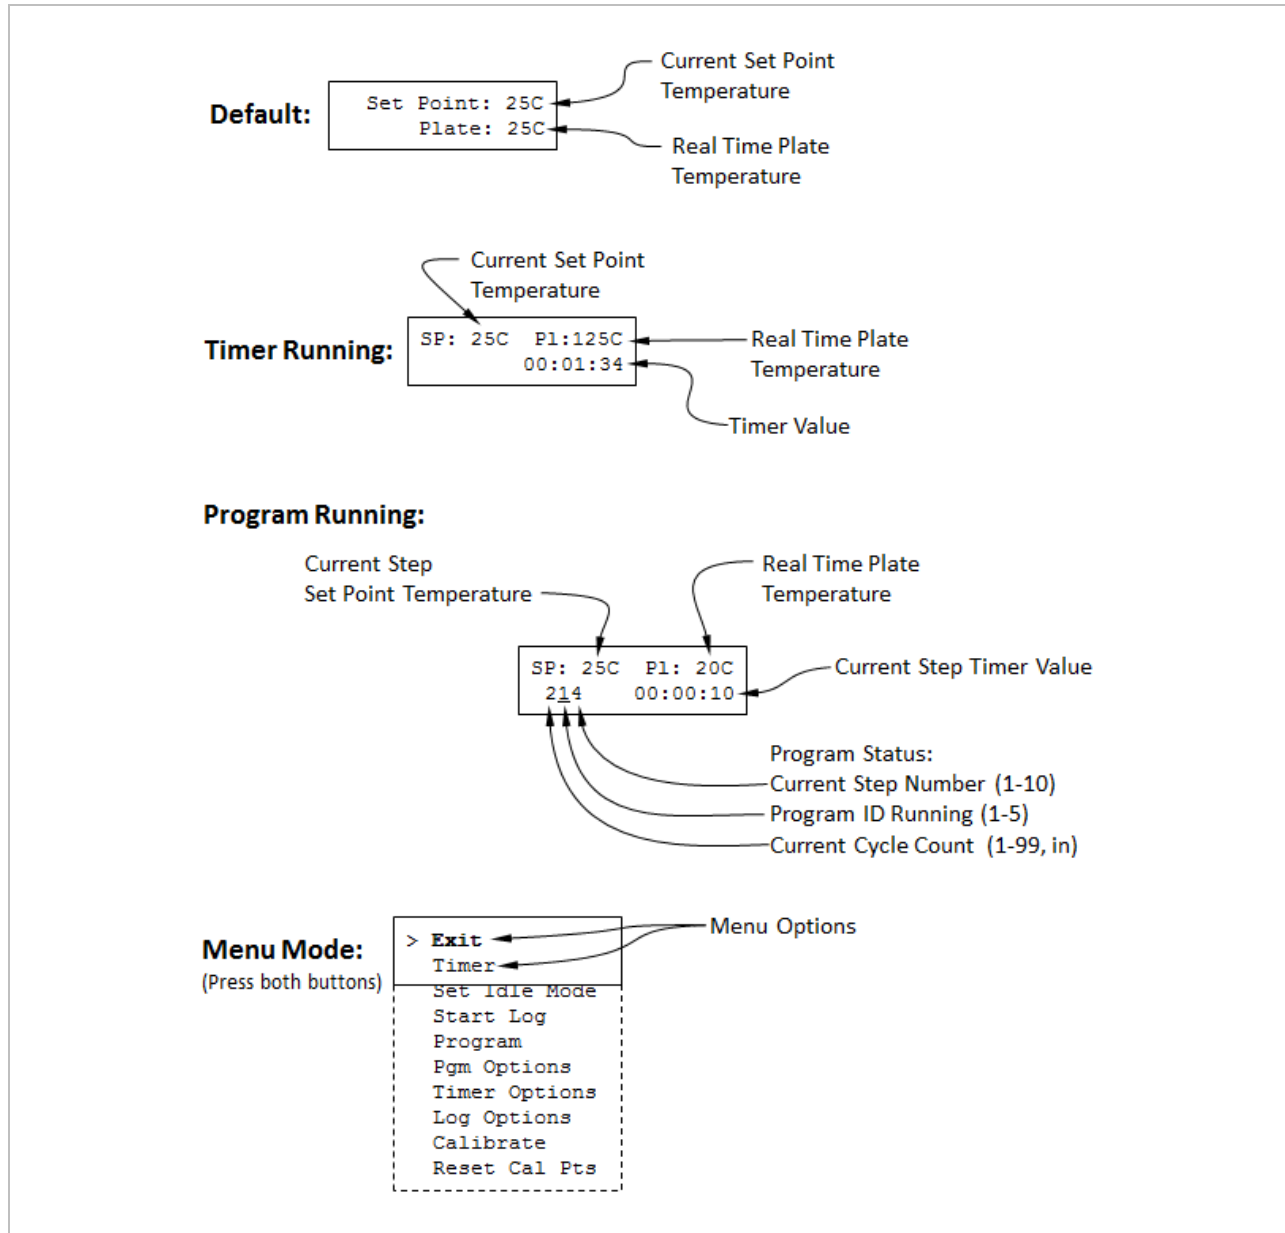 Current Set Point
Temperature
Default:
Set Point: 25C
Plate: 25C
Real Time Plate
Temperature
Current Set Point
Temperature
Timer Running:
SP: 25C Pl:125C
00:01:34
Real Time Plate
Temperature
Timer Value
Program Running:
Current Step
Set Point Temperature
Real Time Plate
Temperature
SP: 25C Pl: 20C
214 00:00:10
Current Step Timer Value
Program Status:
Current Step Number (1-10)
Program ID Running (1-5)
Current Cycle Count (1-99, in)
Menu Mode:
(Press both buttons)
> Exit
Timer
Set Idle Mode
Start Log
Program
Pgm Options
Timer Options
Log Options
Calibrate
Reset Cal Pts
Menu Options